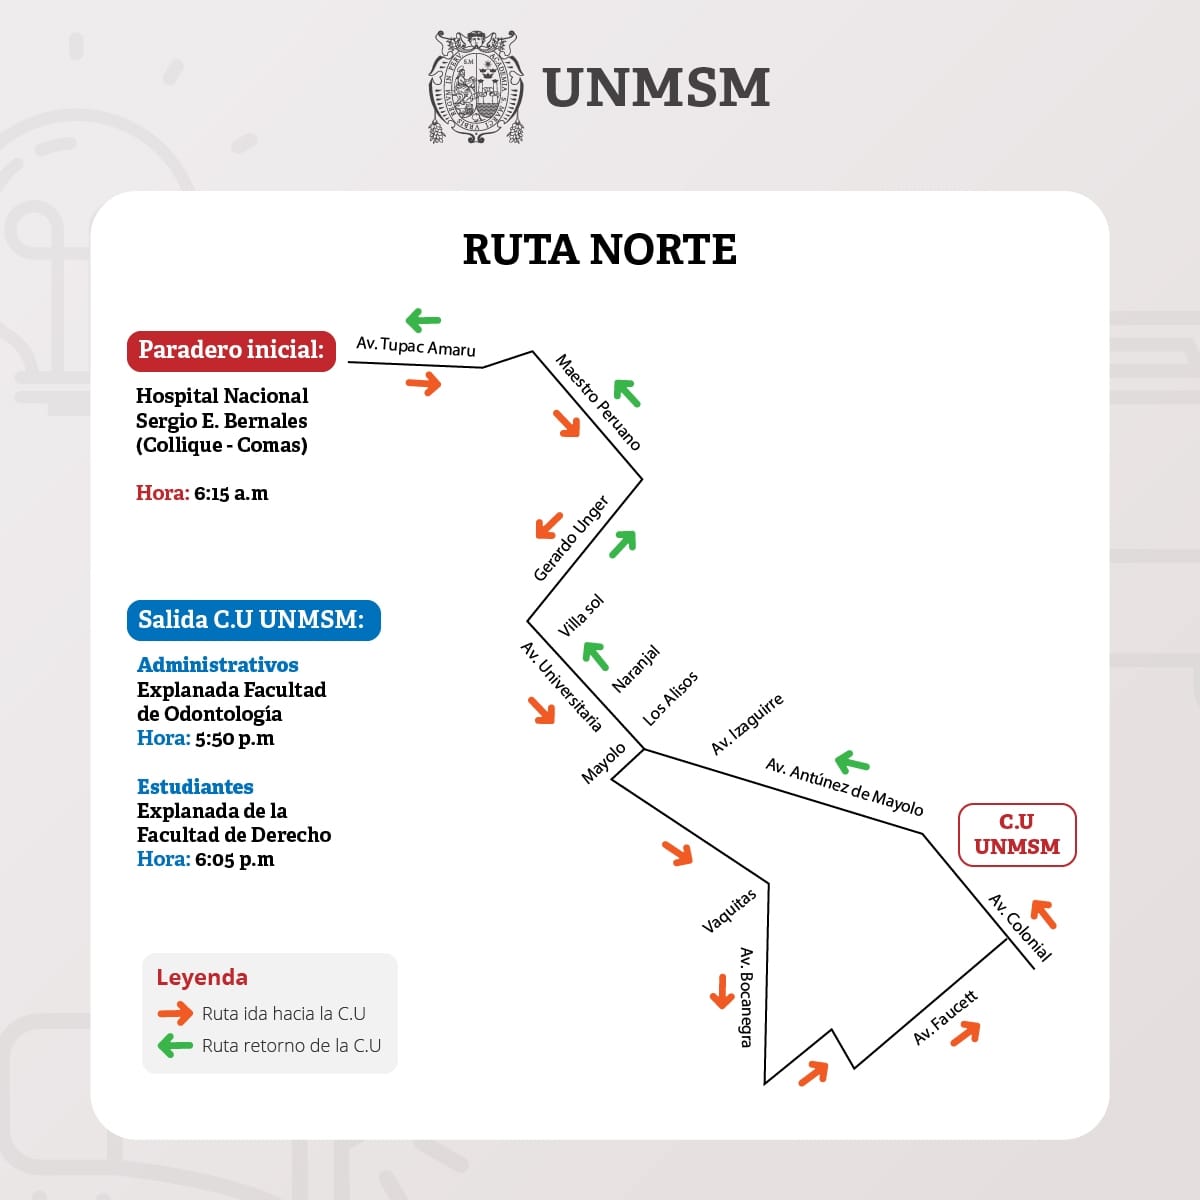 UNMSM
RUTA NORTE
Paradero inicial:
Hospital Nacional
Sergio E. Bernales
(Collique - Comas)
Hora: 6:15 a.m
Salida C.U UNMSM:
Administrativos
Explanada Facultad
de Odontología
Hora: 5:50 p.m
Estudiantes
Explanada de la
Facultad de Derecho
Hora: 6:05 p.m
Av. Tupac Amaru
Maestro Peruano
Gerardo Unger
Villa sol
Av. Universitaria
Naranjal
Los Alisos
Av. Izaguirre
Mayolo
Av. Antúnez de Mayolo
C.U
UNMSM
Vaquitas
Av. Colonial
Av. Bocanegra
Av. Faucett
Leyenda
Ruta ida hacia la C.U
Ruta retorno de la C.U